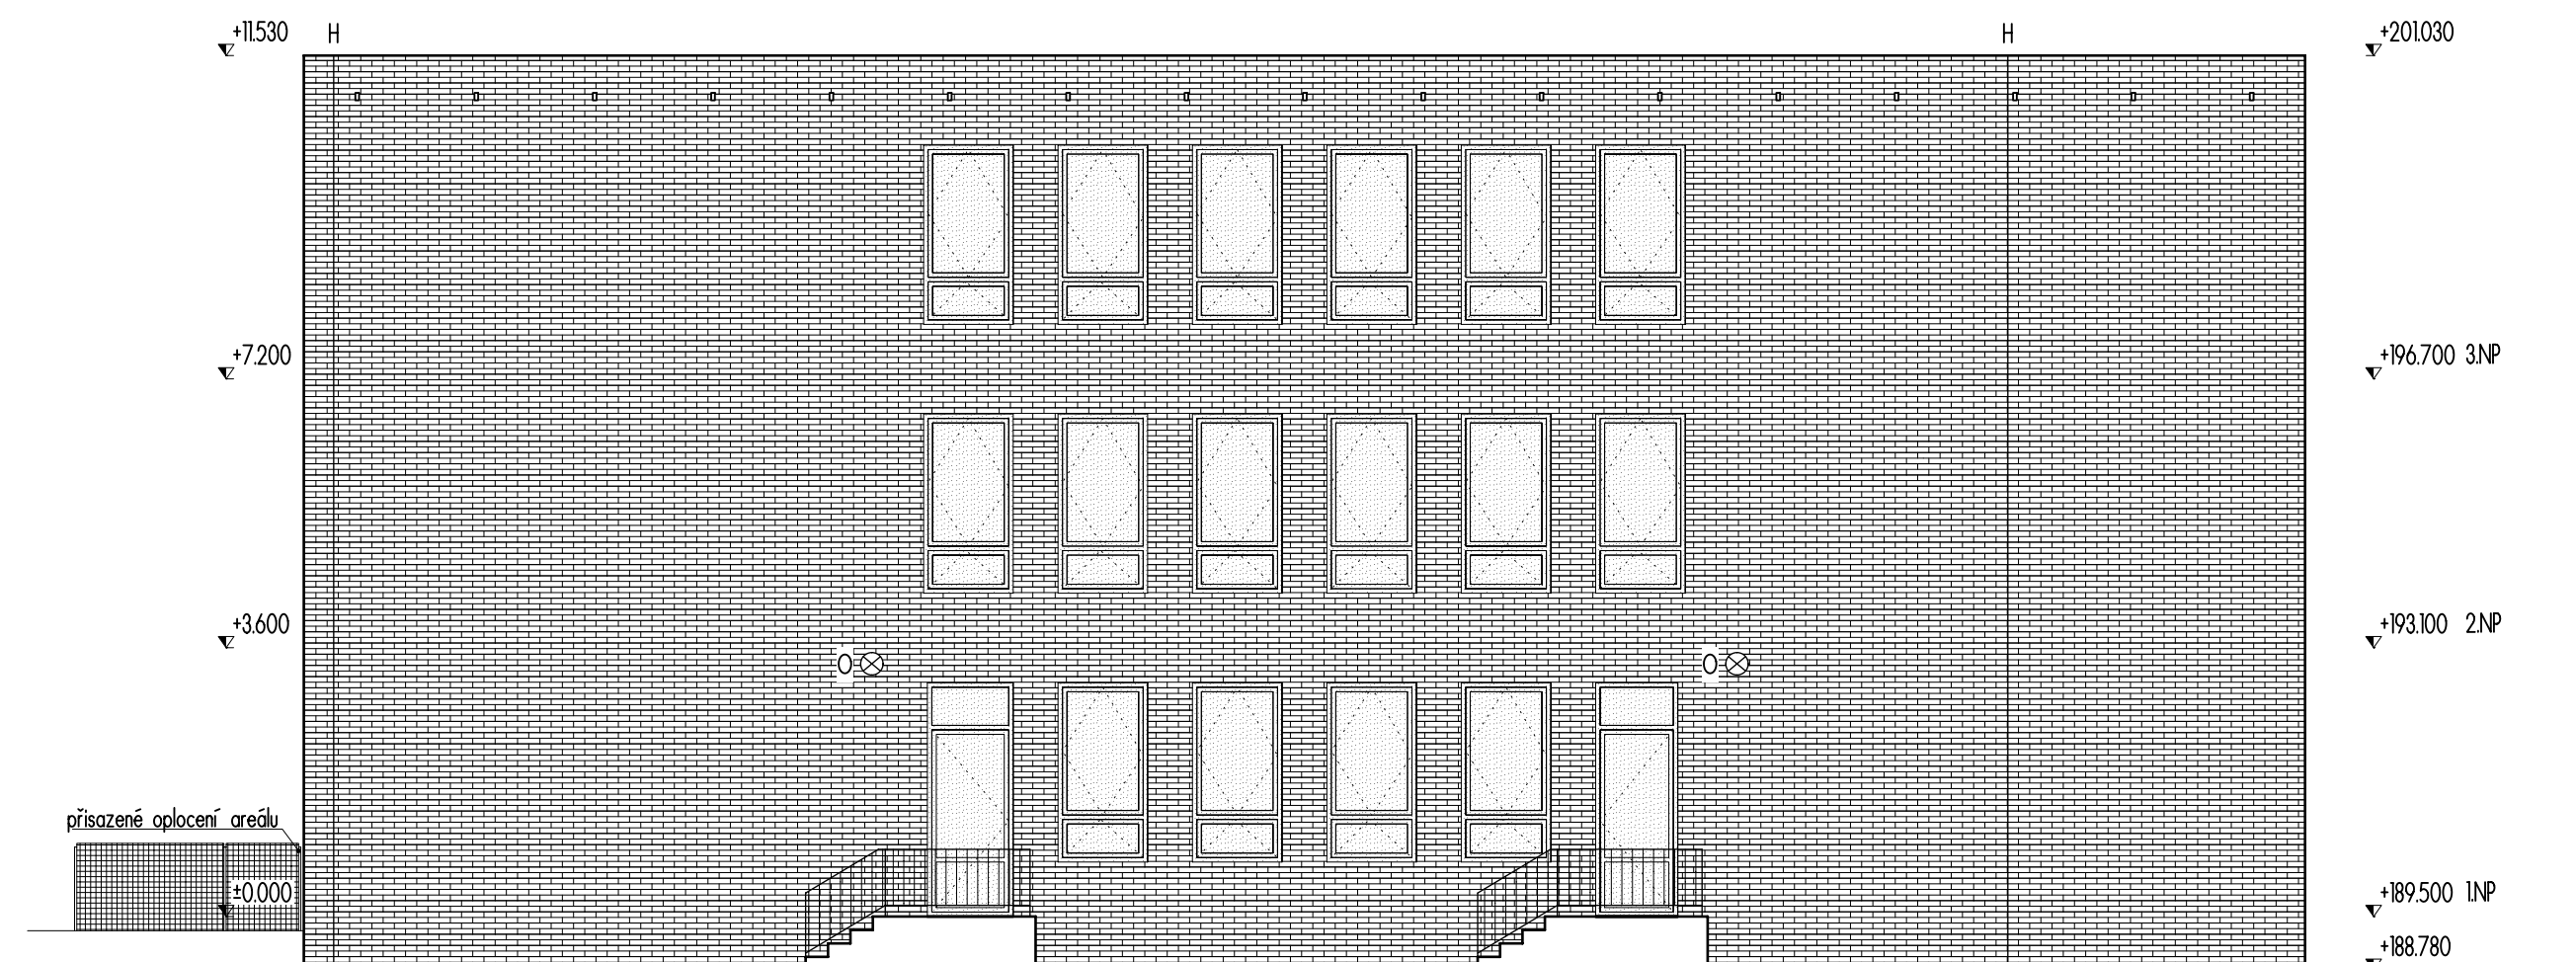 +11.530 H H +201.030
+7.200 +196.700 3.NP
+3.600 +193.100 2.NP
O O
přisazené oplocení areálu
±0.000 +189.500 1.NP
+188.780